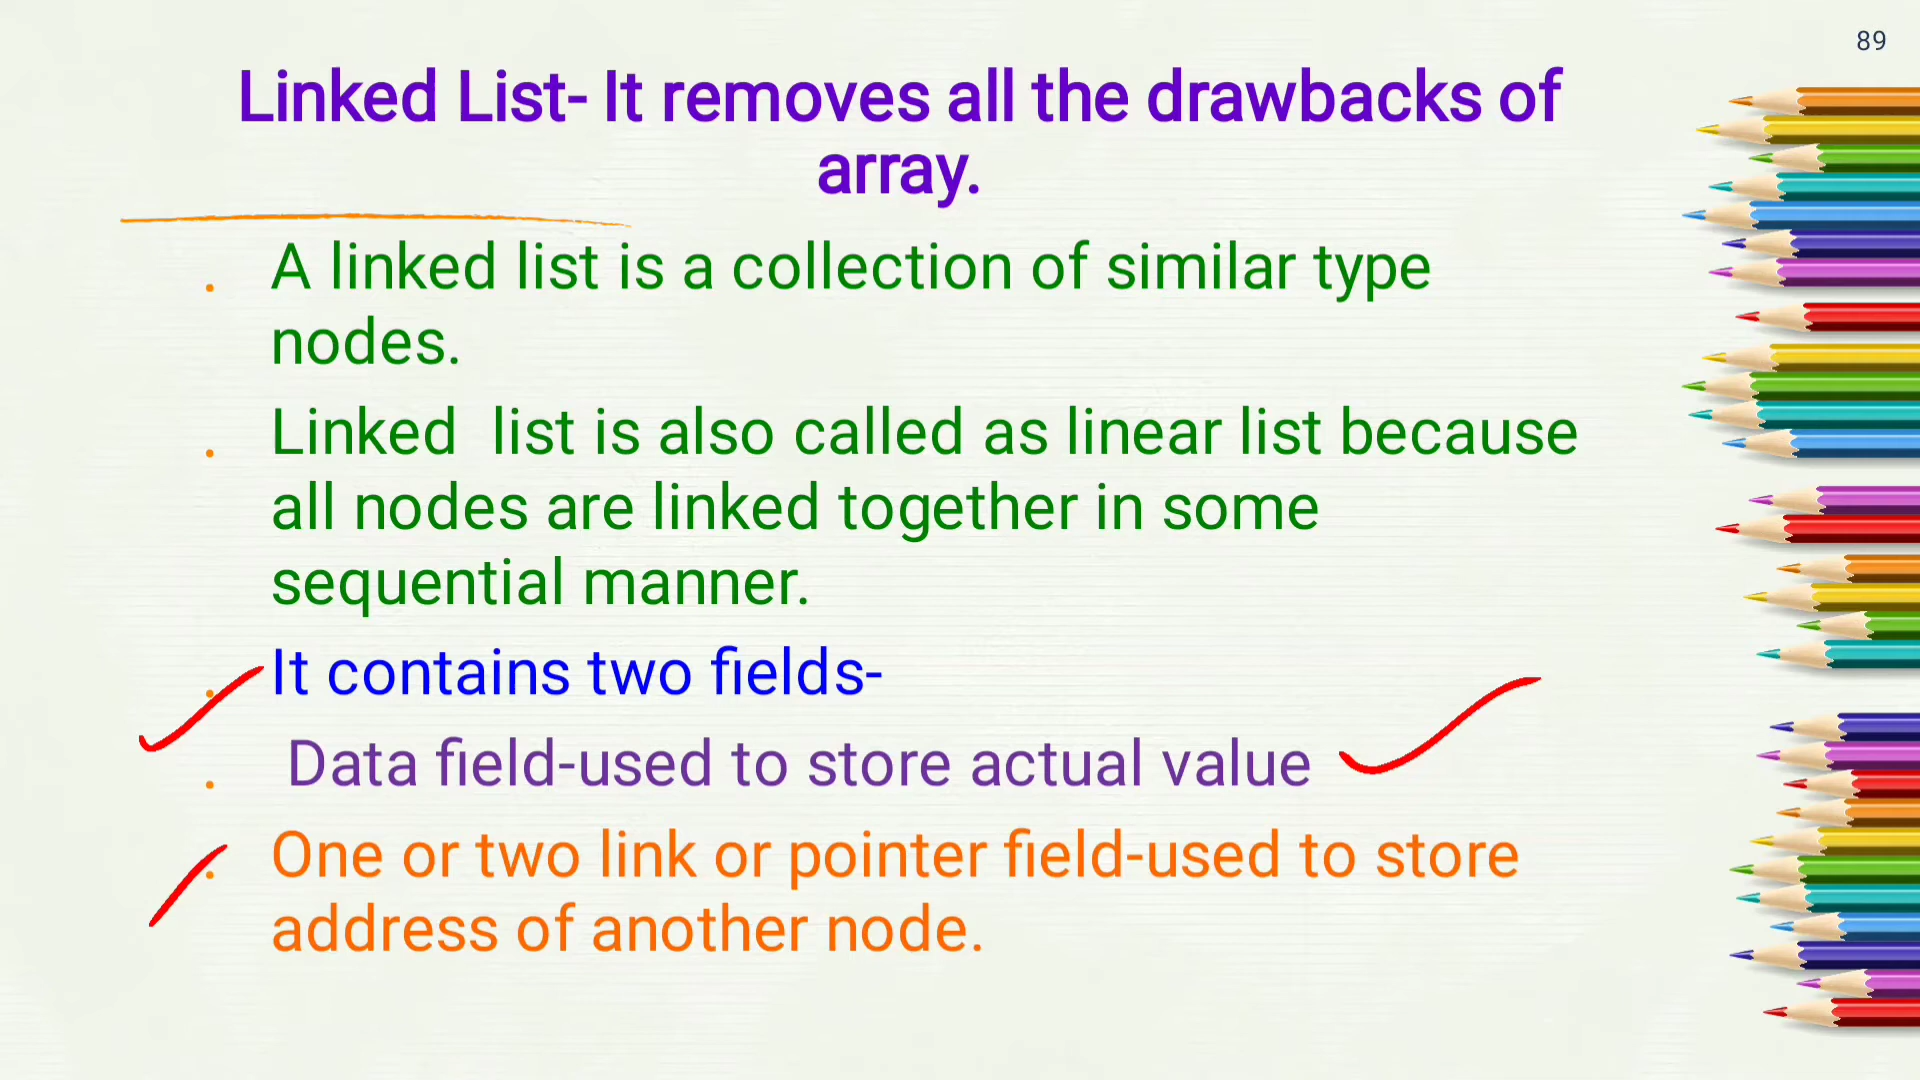 89
Linked List- It removes all the drawbacks of
array.
. A linked list is a collection of similar type
nodes.
. Linked  list is also called as linear list because
all nodes are linked together in some
sequential manner.
. It contains two fields-
. Data field-used to store actual value
. One or two link or pointer field-used to store
address of another node.